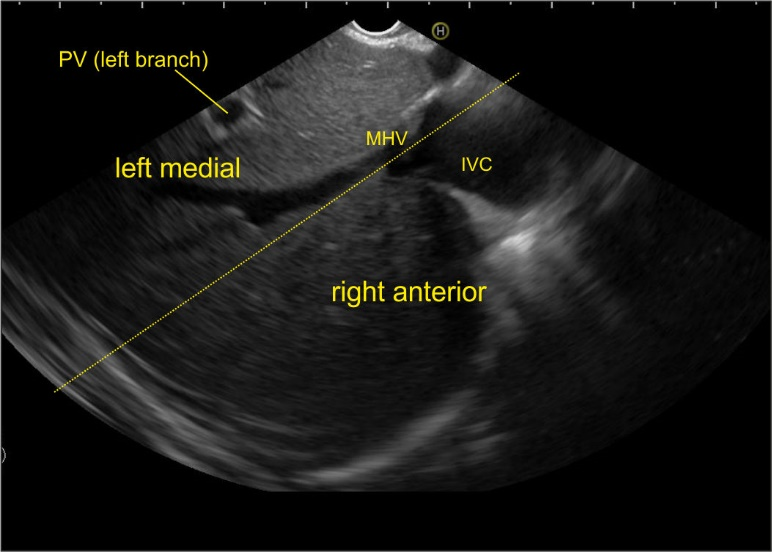 H
PV (left branch)
MHV
left medial
IVC
right anterior
)